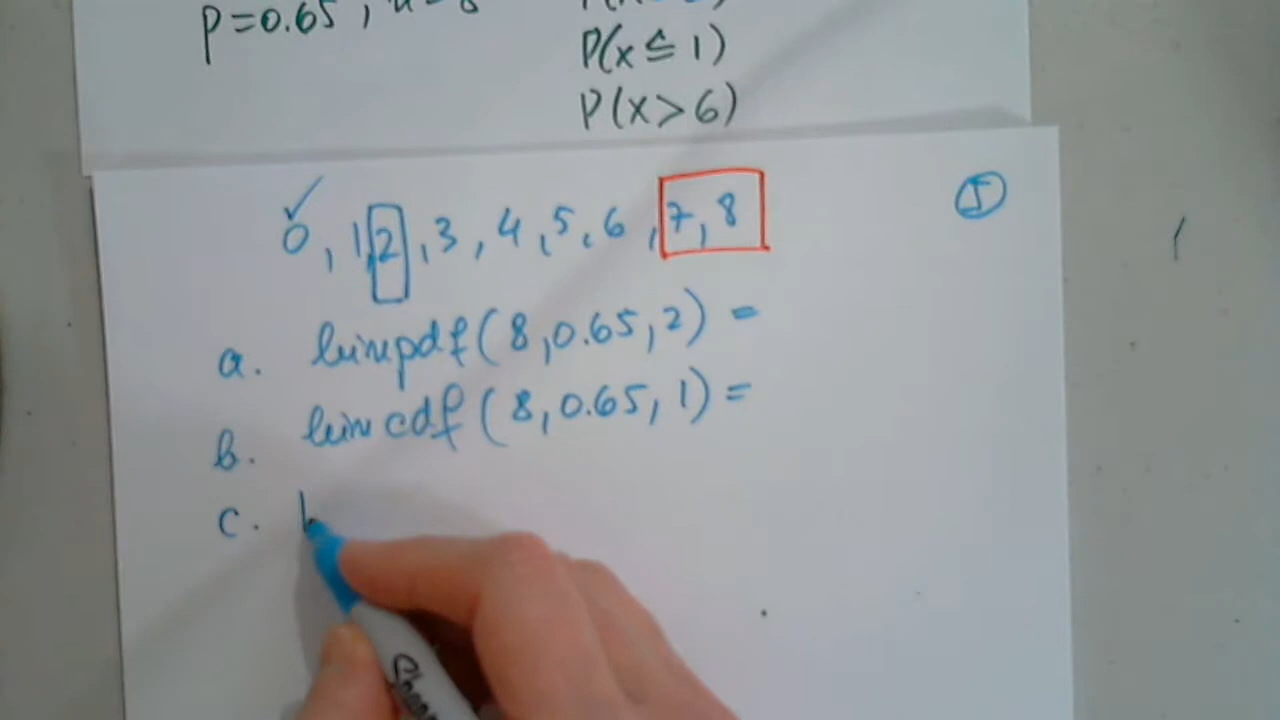 p=0.65,
P(x≤1)
P(x>6)
0, 1, 2, 3, 4, 5, 6, 7, 8
5
a. binpdf(8,0.65,2) =
b. bincdf(8,0.65,1) =
c.